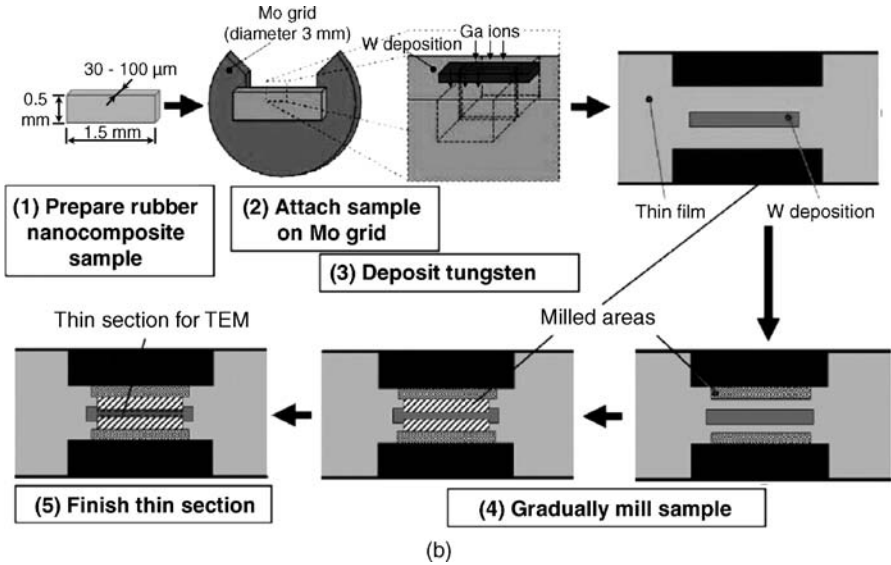 Mo grid
(diameter 3 mm)
30 - 100 µm
0.5
mm
1.5 mm
W deposition
Ga ions
(1) Prepare rubber
nanocomposite
sample
(2) Attach sample
on Mo grid
(3) Deposit tungsten
Thin film
W deposition
Thin section for TEM
Milled areas
(5) Finish thin section
(4) Gradually mill sample
(b)